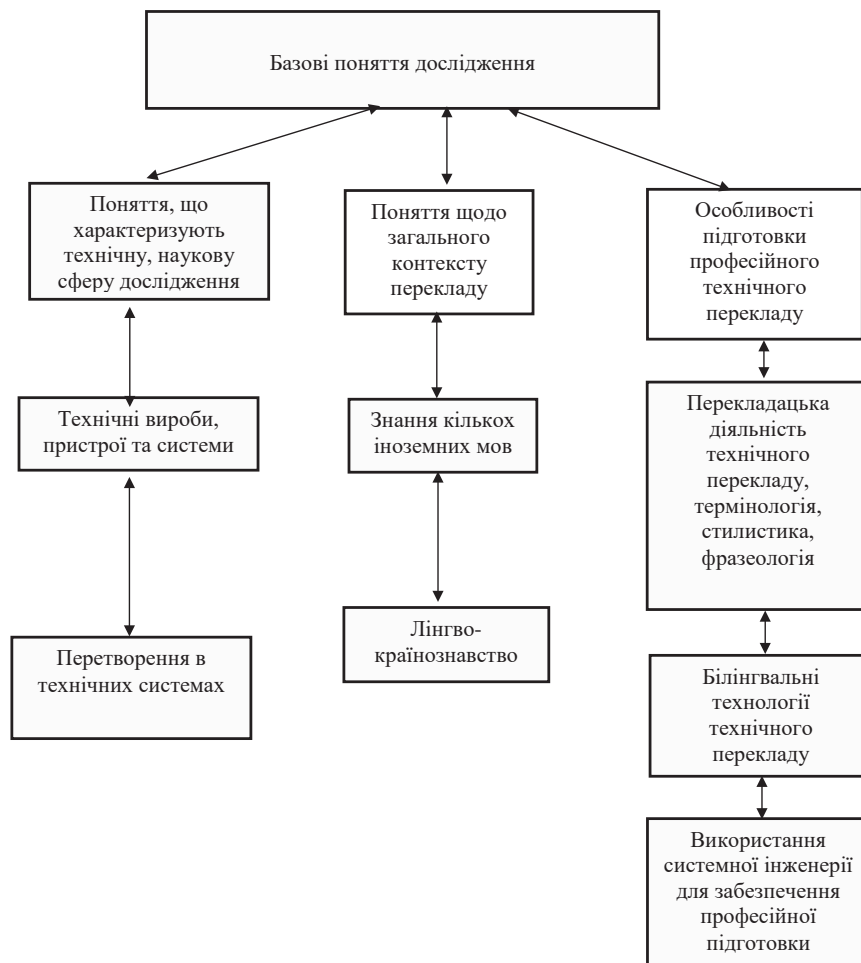 Базові поняття дослідження
Поняття, що
характеризують
технічну, наукову
сферу дослідження
Поняття щодо
загального
контексту
перекладу
Особливості
підготовки
професійного
технічного
перекладу
Технічні вироби,
пристрої та системи
Знання кількох
іноземних мов
Перекладацька
діяльність
технічного
перекладу,
термінологія,
стилистика,
фразеологія
Перетворення в
технічних системах
Лінгво-
країнознавство
Білінгвальні
технології
технічного
перекладу
Використання
системної інженерії
для забезпечення
професійної
підготовки